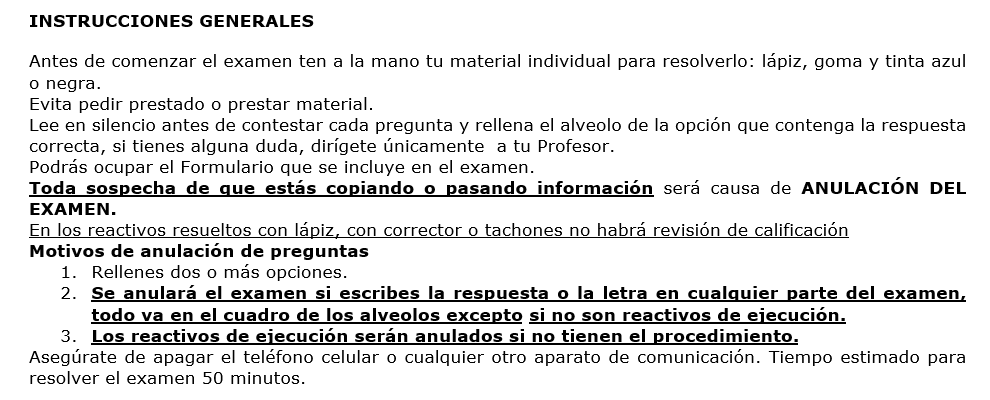 INSTRUCCIONES GENERALES
Antes de comenzar el examen ten a la mano tu material individual para resolverlo: lápiz, goma y tinta azul
o negra.
Evita pedir prestado o prestar material.
Lee en silencio antes de contestar cada pregunta y rellena el alveolo de la opción que contenga la respuesta
correcta, si tienes alguna duda, dirígete únicamente a tu Profesor.
Podrás ocupar el Formulario que se incluye en el examen.
Toda sospecha de que estás copiando o pasando información será causa de ANULACIÓN DEL
EXAMEN.
En los reactivos resueltos con lápiz, con corrector o tachones no habrá revisión de calificación
Motivos de anulación de preguntas
1. Rellenes dos o más opciones.
2. Se anulará el examen si escribes la respuesta o la letra en cualquier parte del examen,
todo va en el cuadro de los alveolos excepto si no son reactivos de ejecución.
3. Los reactivos de ejecución serán anulados si no tienen el procedimiento.
Asegúrate de apagar el teléfono celular o cualquier otro aparato de comunicación. Tiempo estimado para
resolver el examen 50 minutos.